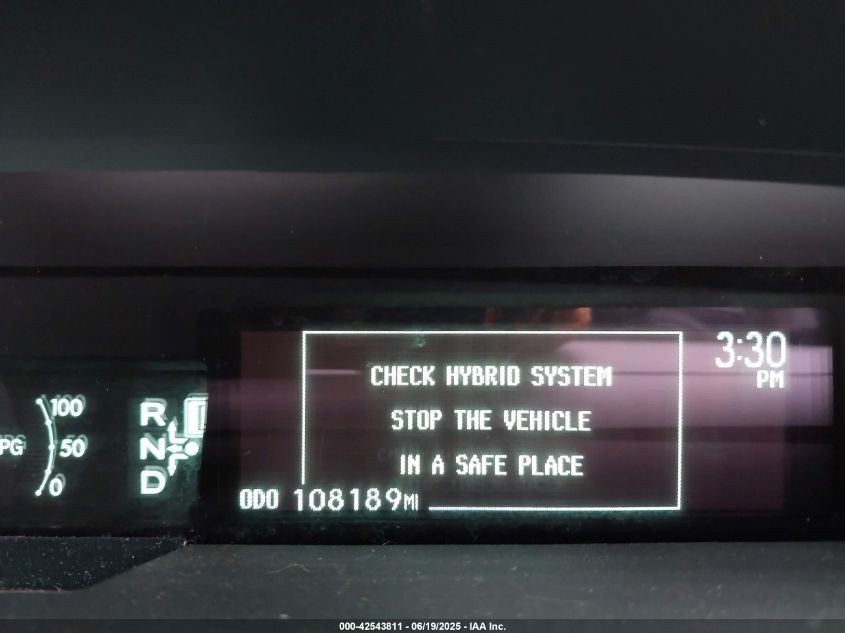 3:30
PM
CHECK HYBRID SYSTEM
STOP THE VEHICLE
IN A SAFE PLACE
ODO 108189MI
100
50
0
PG
R
N
D
000-42543811 - 06/19/2025 - IAA Inc.